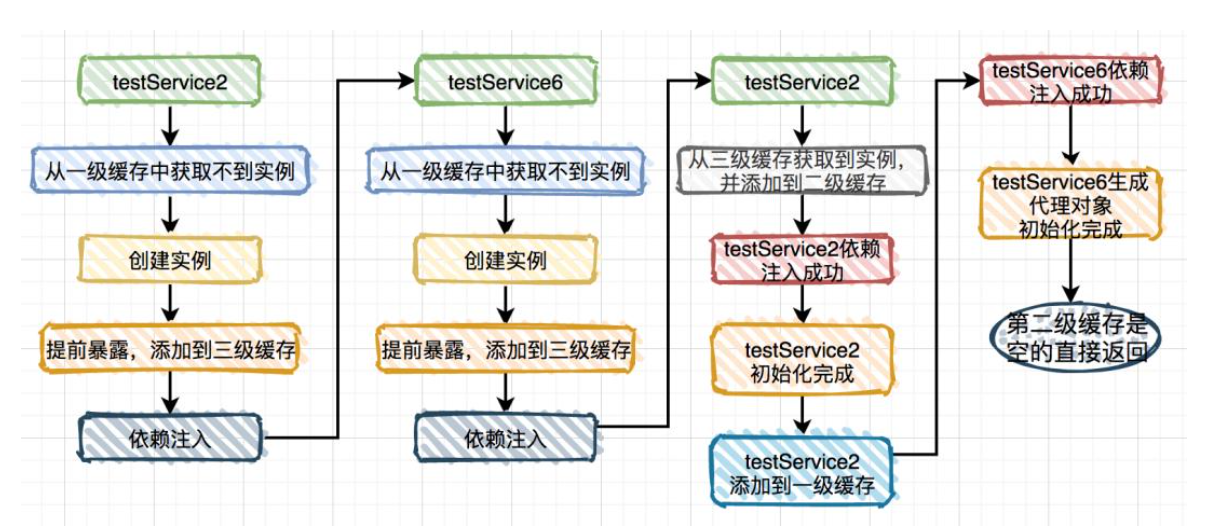 testService2
从一级缓存中获取不到实例
创建实例
提前暴露，添加到三级缓存
依赖注入
testService6
从一级缓存中获取不到实例
创建实例
提前暴露，添加到三级缓存
依赖注入
testService2
从三级缓存获取到实例，
并添加到二级缓存
testService2依赖
注入成功
testService2
初始化完成
testService2
添加到一级缓存
testService6依赖
注入成功
testService6生成
代理对象
初始化完成
第二级缓存是
空的直接返回